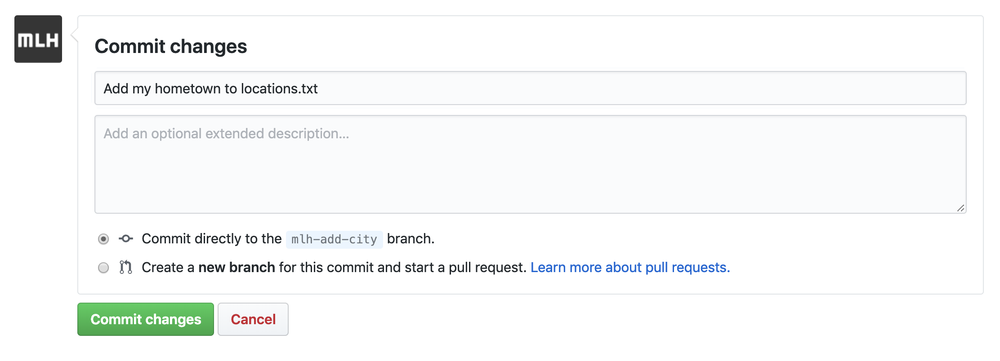 MLH
Commit changes
Add my hometown to locations.txt
Add an optional extended description...
Commit directly to the mlh-add-city branch.
Create a new branch for this commit and start a pull request. Learn more about pull requests.
Commit changes
Cancel